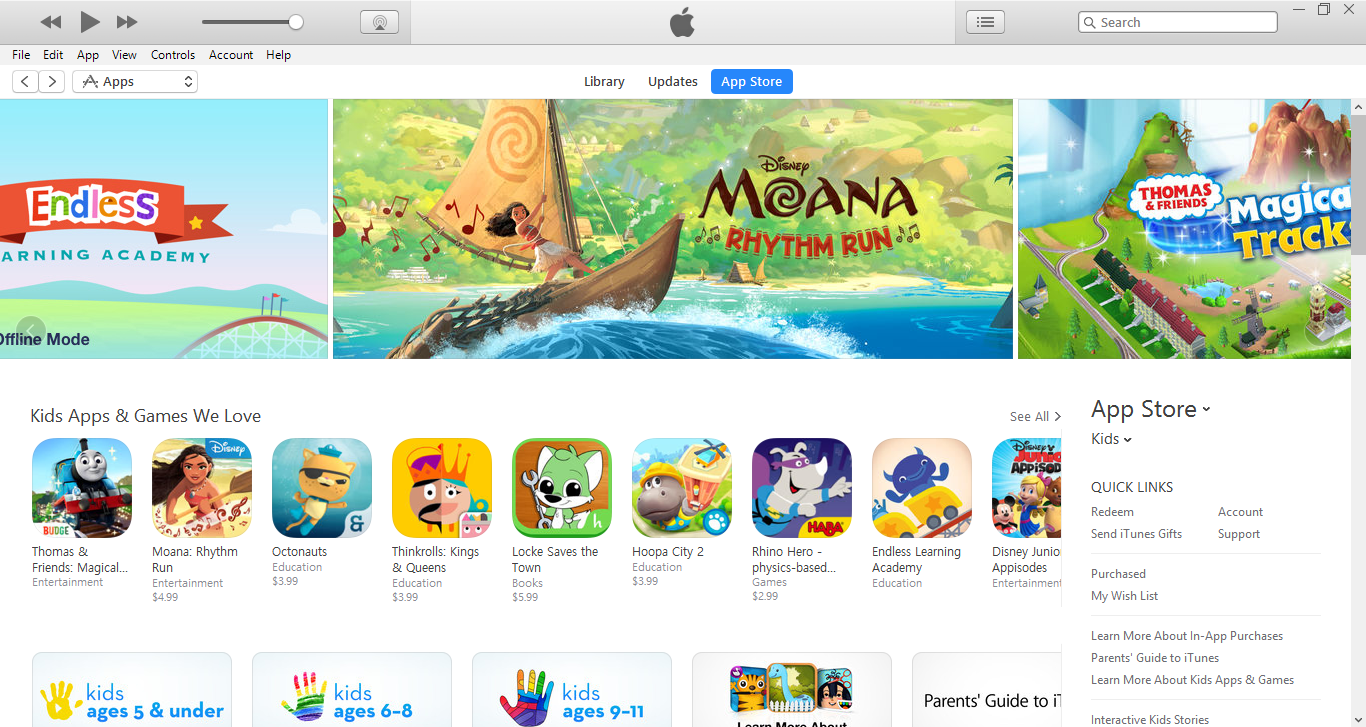 Search
File Edit App View Controls Account Help
Apps
Library Updates App Store
Endless
ARNING ACADEMY
Offline Mode
Disney
MOANA
RHYTHM RUN
THOMAS
& FRIENDS
Magica
Track
Kids Apps & Games We Love
See All
BUDGE
Thomas &
Friends: Magical...
Entertainment
Disney
Moana: Rhythm
Run
Entertainment
$4.99
&
Octonauts
Education
$3.99
Thinkrolls: Kings
& Queens
Education
$3.99
h
Locke Saves the
Town
Books
$5.99
Hoopa City 2
Education
$3.99
HABA
Rhino Hero -
physics-based...
Games
$2.99
Endless Learning
Academy
Education
Disney
Junio
APPISOD
Disney Junio
Appisodes
Entertainment
App Store
Kids
QUICK LINKS
Redeem
Account
Send iTunes Gifts
Support
Purchased
My Wish List
Learn More About In-App Purchases
Parents' Guide to iTunes
Learn More About Kids Apps & Games
Interactive Kids Stories
kids
ages 5 & under
kids
ages 6-8
kids
ages 9-11
Learn More About
Parents' Guide to iT